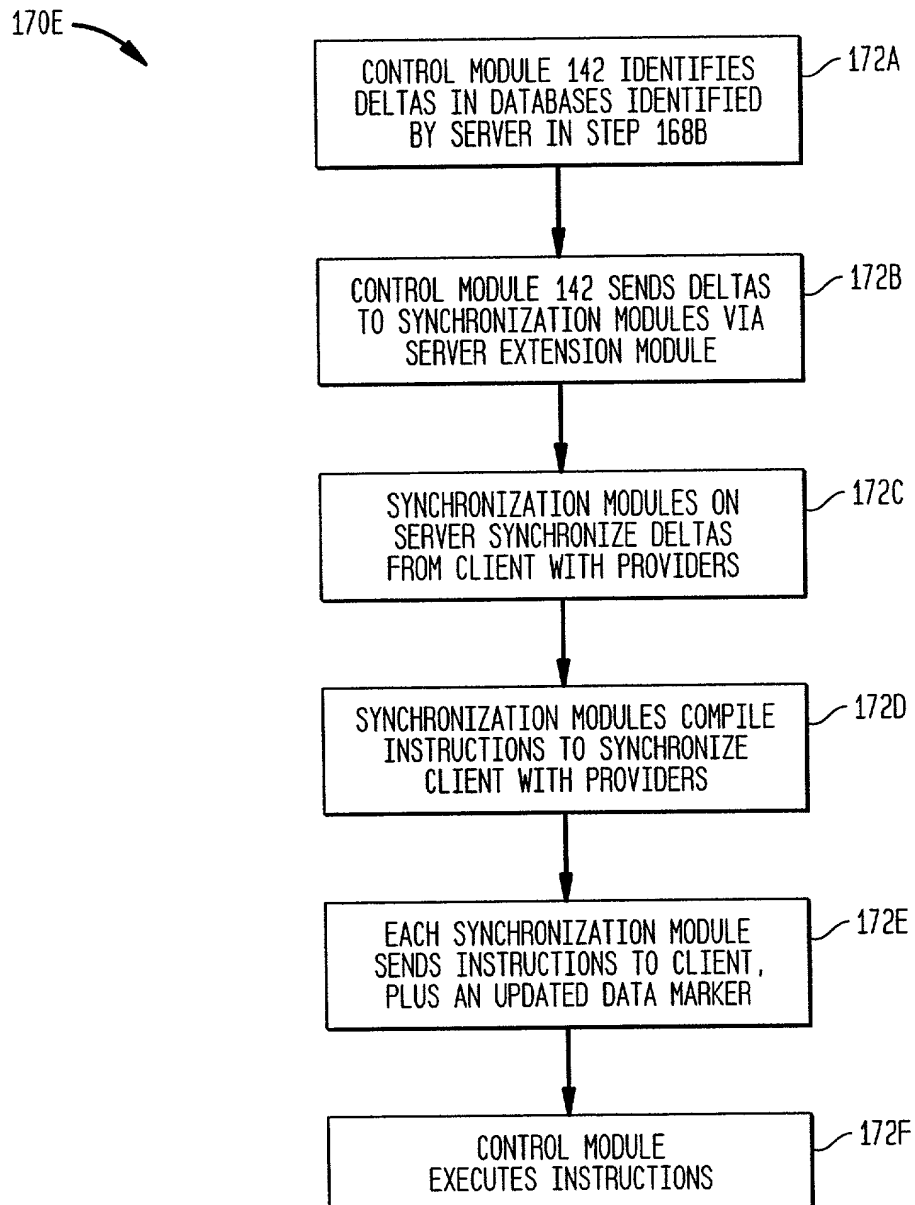 170E
CONTROL MODULE 142 IDENTIFIES
DELTAS IN DATABASES IDENTIFIED
BY SERVER IN STEP 168B
172A
CONTROL MODULE 142 SENDS DELTAS
TO SYNCHRONIZATION MODULES VIA
SERVER EXTENSION MODULE
172B
SYNCHRONIZATION MODULES ON
SERVER SYNCHRONIZE DELTAS
FROM CLIENT WITH PROVIDERS
172C
SYNCHRONIZATION MODULES COMPILE
INSTRUCTIONS TO SYNCHRONIZE
CLIENT WITH PROVIDERS
172D
EACH SYNCHRONIZATION MODULE
SENDS INSTRUCTIONS TO CLIENT,
PLUS AN UPDATED DATA MARKER
172E
CONTROL MODULE
EXECUTES INSTRUCTIONS
172F